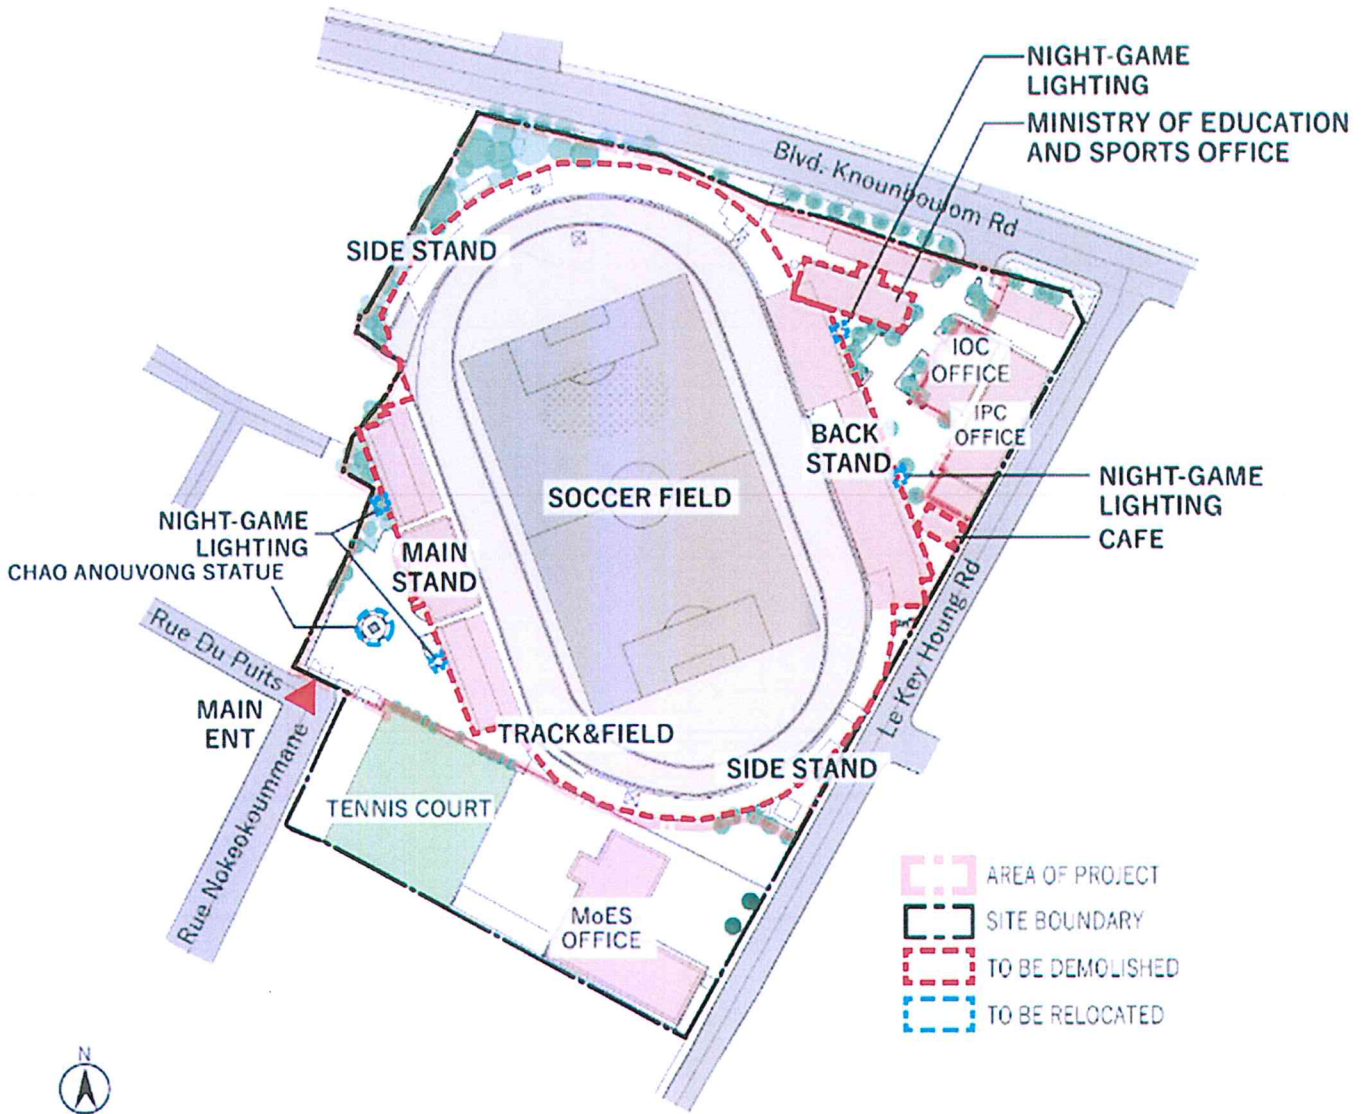 NIGHT-GAME
LIGHTING
MINISTRY OF EDUCATION
AND SPORTS OFFICE
Blvd. Knounboulom Rd
SIDE STAND
IOC
OFFICE
IPC
OFFICE
BACK
STAND
SOCCER FIELD
NIGHT-GAME
LIGHTING
CAFE
NIGHT-GAME
LIGHTING
MAIN
STAND
CHAO ANOUVONG STATUE
Rue Du Puits
MAIN
ENT
Le Key Houng Rd
TRACK&FIELD
SIDE STAND
Rue Nokeokoummane
TENNIS COURT
MoES
OFFICE
AREA OF PROJECT
SITE BOUNDARY
TO BE DEMOLISHED
TO BE RELOCATED
N